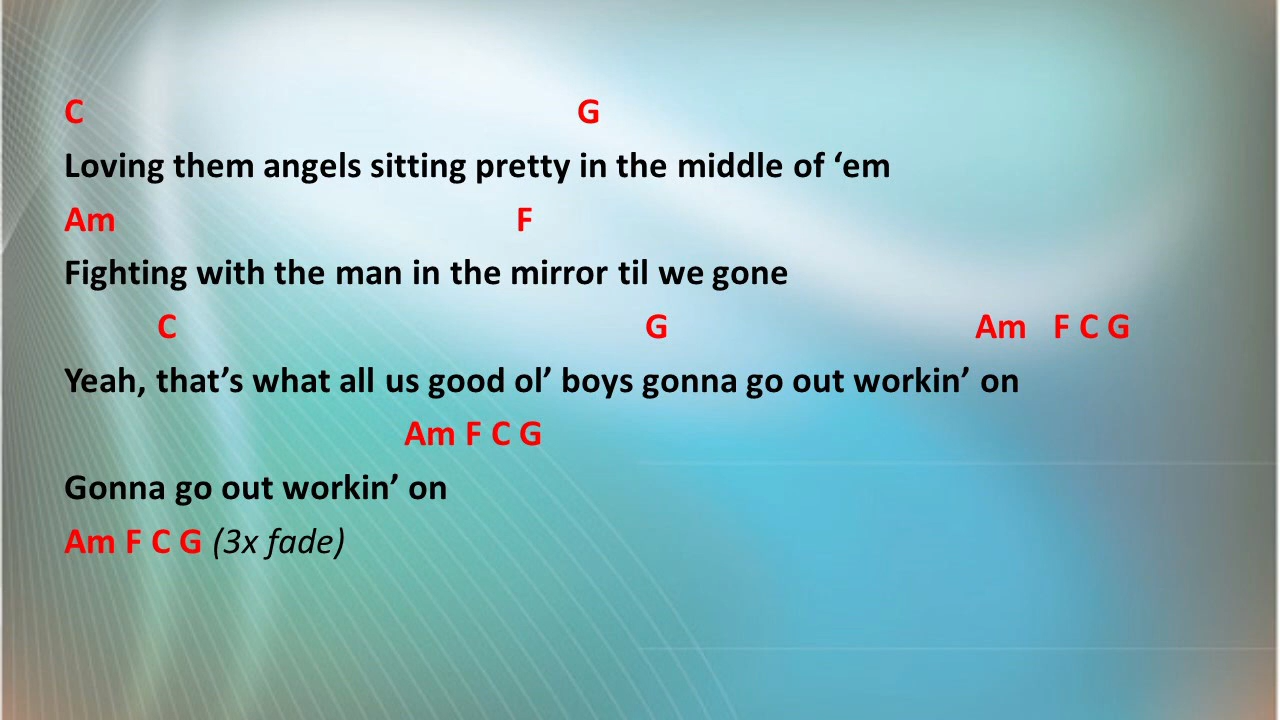 C G
Loving them angels sitting pretty in the middle of ‘em
Am F
Fighting with the man in the mirror til we gone
C G Am F C G
Yeah, that’s what all us good ol’ boys gonna go out workin’ on
Am F C G
Gonna go out workin’ on
Am F C G (3x fade)